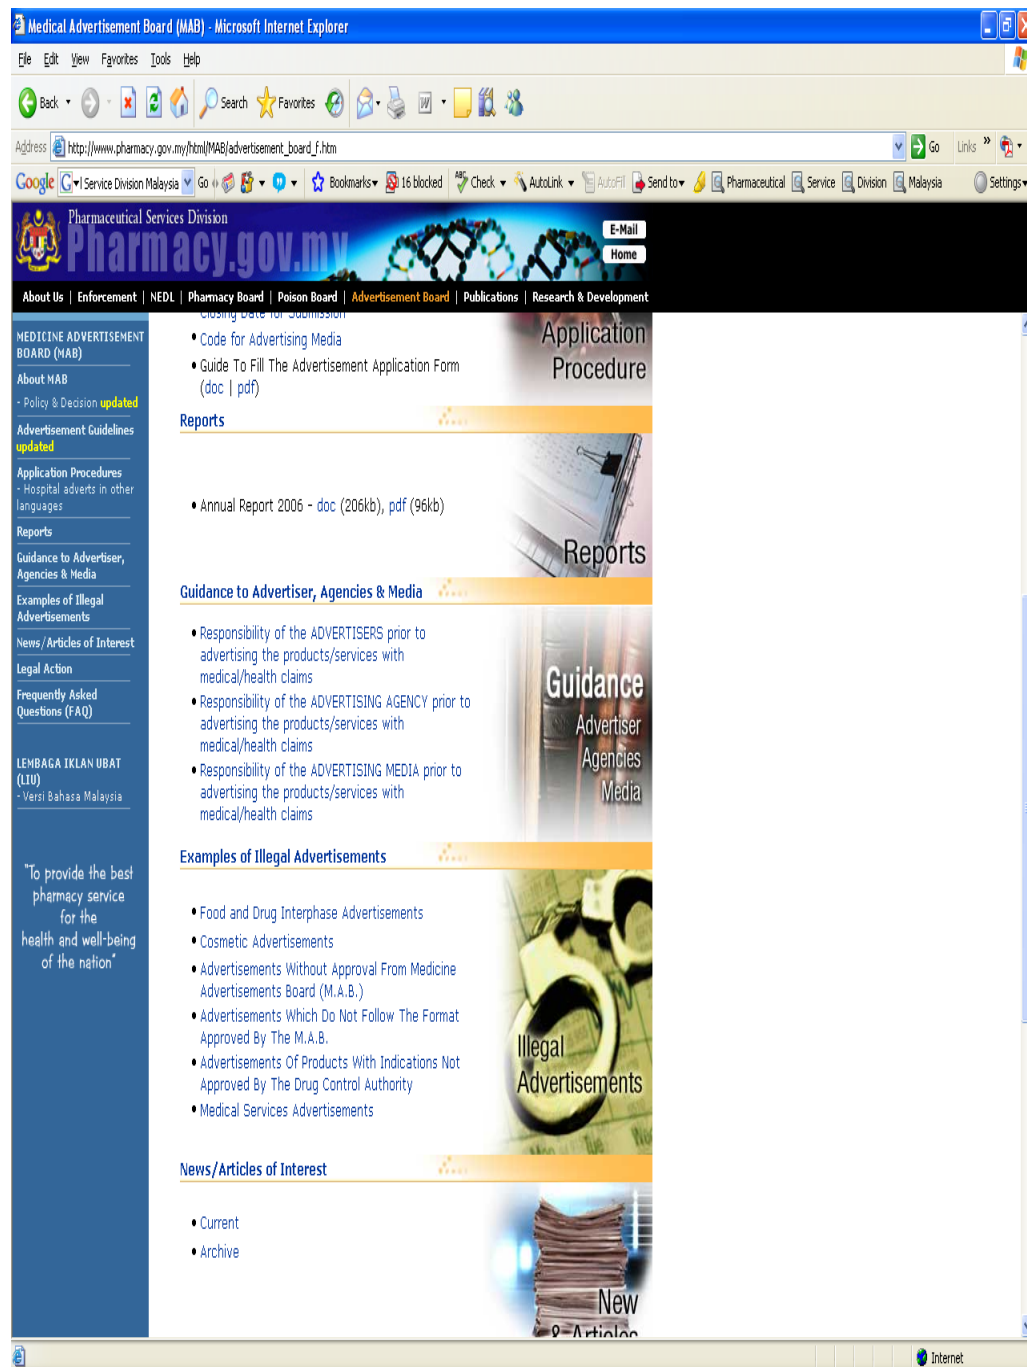 Medical Advertisement Board (MAB) - Microsoft Internet Explorer
File Edit View Favorites Tools Help
Back Search Favorites
Address http://www.pharmacy.gov.my/html/MAB/advertisement_board_f.htm Go Links »
Google G l Service Division Malaysia Go Bookmarks 16 blocked Check AutoLink AutoFill Send to Pharmaceutical Service Division Malaysia Settings
Pharmaceutical Services Division
Pharmacy.gov.my
E-Mail
Home
About Us | Enforcement | NEDL | Pharmacy Board | Poison Board | Advertisement Board | Publications | Research & Development
MEDICINE ADVERTISEMENT
BOARD (MAB)
About MAB
- Policy & Decision updated
Advertisement Guidelines
updated
Application Procedures
- Hospital adverts in other
languages
Reports
Guidance to Advertiser,
Agencies & Media
Examples of Illegal
Advertisements
News/Articles of Interest
Legal Action
Frequently Asked
Questions (FAQ)
LEMBAGA IKLAN UBAT
(LIU)
- Versi Bahasa Malaysia
"To provide the best
pharmacy service
for the
health and well-being
of the nation"
Closing Date for Submission
• Code for Advertising Media
• Guide To Fill The Advertisement Application Form
(doc | pdf)
Application
Procedure
Reports
• Annual Report 2006 - doc (206kb), pdf (96kb)
Reports
Guidance to Advertiser, Agencies & Media
• Responsibility of the ADVERTISERS prior to
advertising the products/services with
medical/health claims
• Responsibility of the ADVERTISING AGENCY prior to
advertising the products/services with
medical/health claims
• Responsibility of the ADVERTISING MEDIA prior to
advertising the products/services with
medical/health claims
Guidance
Advertiser
Agencies
Media
Examples of Illegal Advertisements
• Food and Drug Interphase Advertisements
• Cosmetic Advertisements
• Advertisements Without Approval From Medicine
Advertisements Board (M.A.B.)
• Advertisements Which Do Not Follow The Format
Approved By The M.A.B.
• Advertisements Of Products With Indications Not
Approved By The Drug Control Authority
• Medical Services Advertisements
Illegal
Advertisements
News/Articles of Interest
• Current
• Archive
New
& Articles
Internet